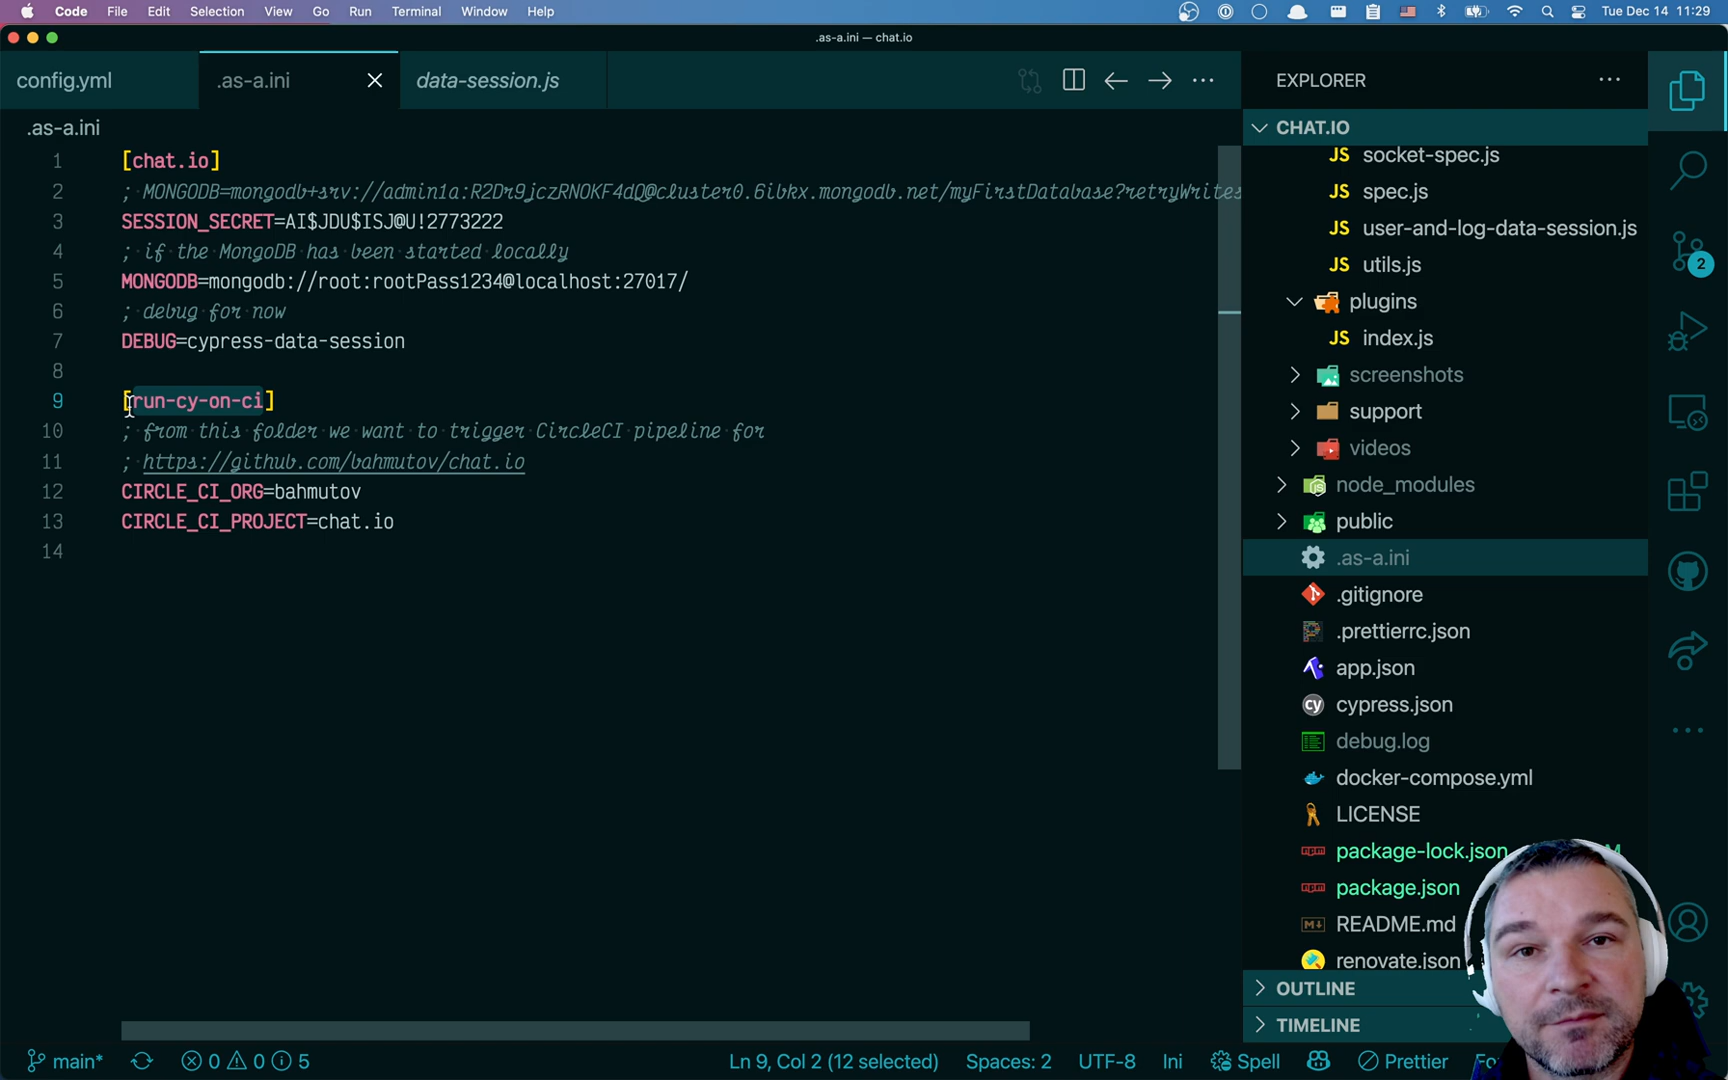 Code File Edit Selection View Go Run Terminal Window Help Tue Dec 14 11:29
.as-a.ini — chat.io
config.yml .as-a.ini data-session.js
EXPLORER
.as-a.ini
CHAT.IO
1 [chat.io]
2 ; MONGODB=mongodb+srv://admin1a:R2Dr9jczRNOKF4dQ@cluster0.6ibkx.mongodb.net/myFirstDatabase?retryWrites
3 SESSION_SECRET=AI$JDU$ISJ@U!2773222
4 ; if the MongoDB has been started locally
5 MONGODB=mongodb://root:rootPass1234@localhost:27017/
6 ; debug for now
7 DEBUG=cypress-data-session
8
9 [run-cy-on-ci]
10 ; from this folder we want to trigger CircleCI pipeline for
11 ; https://github.com/bahmutov/chat.io
12 CIRCLE_CI_ORG=bahmutov
13 CIRCLE_CI_PROJECT=chat.io
14
JS socket-spec.js
JS spec.js
JS user-and-log-data-session.js
JS utils.js
plugins
JS index.js
screenshots
support
videos
node_modules
public
.as-a.ini
.gitignore
.prettierrc.json
app.json
cy cypress.json
debug.log
docker-compose.yml
LICENSE
package-lock.json M
package.json
README.md
renovate.json
OUTLINE
TIMELINE
2
main* 0 0 5 Ln 9, Col 2 (12 selected) Spaces: 2 UTF-8 Ini Spell Prettier